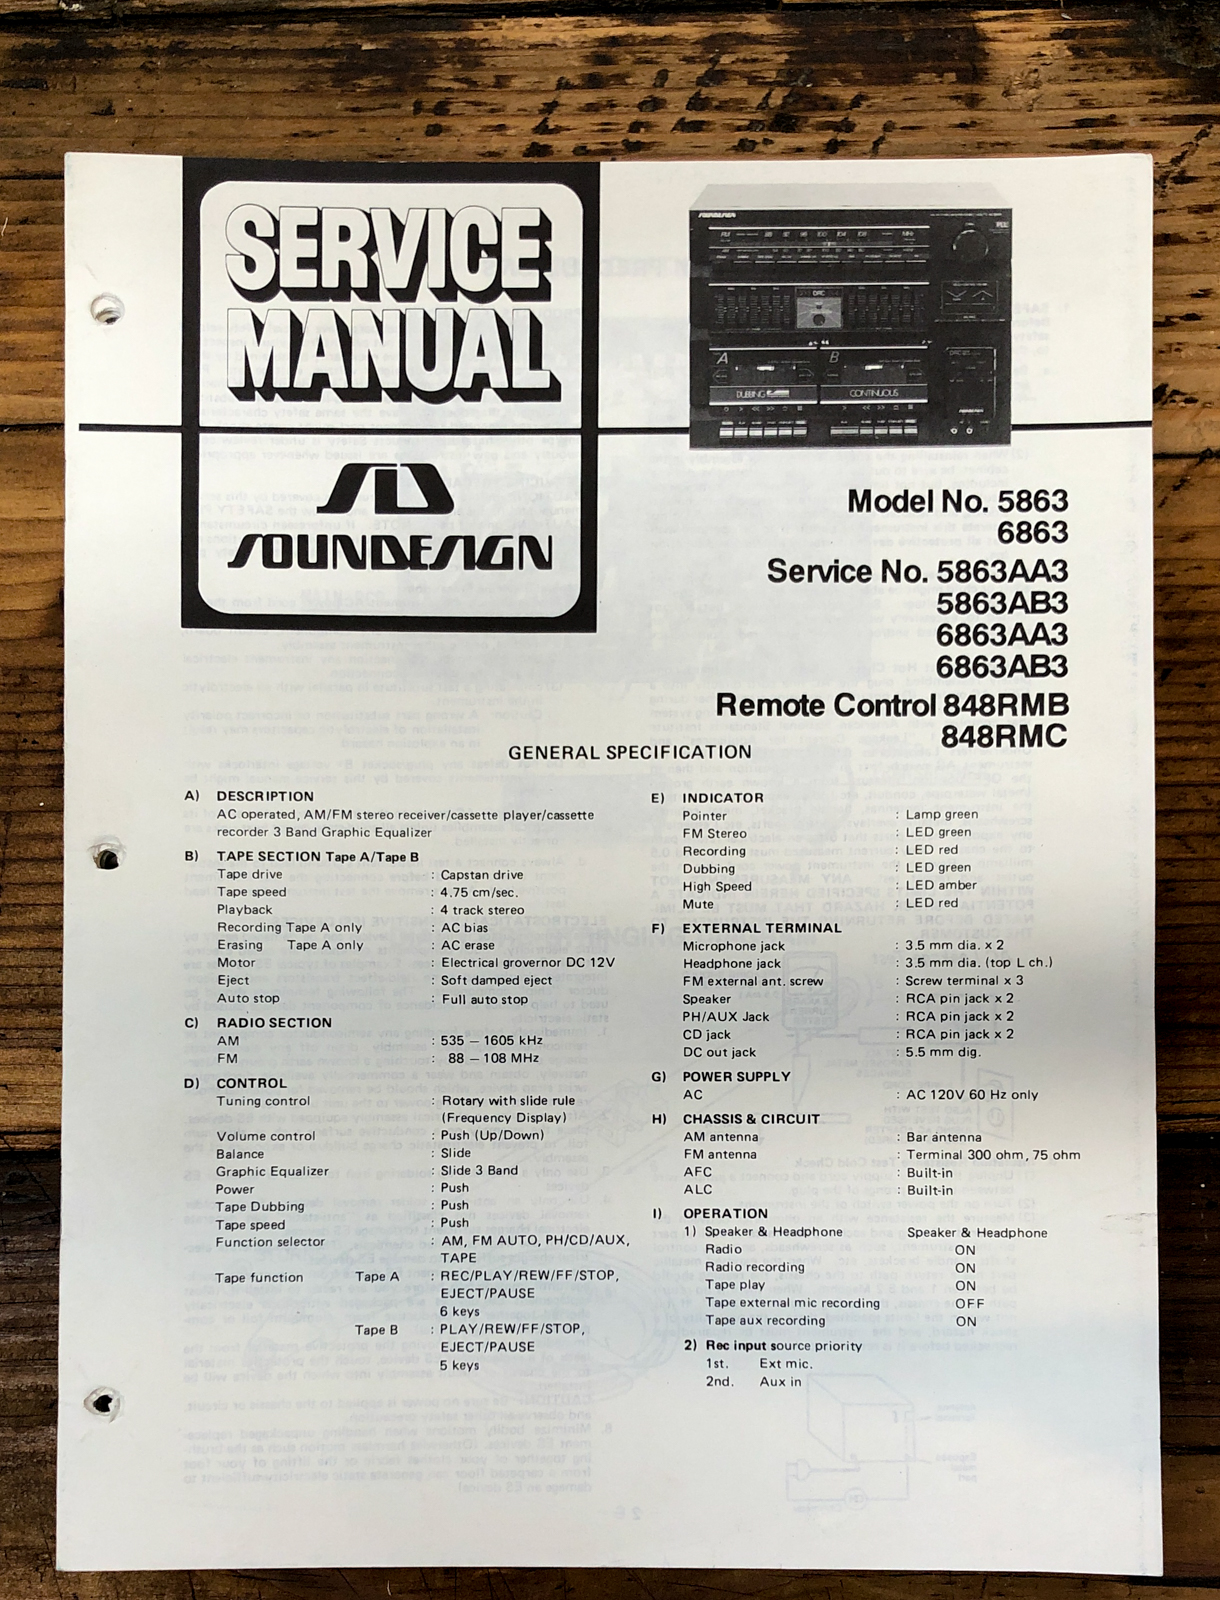 SERVICE
MANUAL
SD
SOUNDESIGN
SOUNDESIGN
A
B
DUBBING
CONTINUOUS
Model No. 5863
6863
Service No. 5863AA3
5863AB3
6863AA3
6863AB3
Remote Control 848RMB
848RMC
GENERAL SPECIFICATION
A) DESCRIPTION
AC operated, AM/FM stereo receiver/cassette player/cassette
recorder 3 Band Graphic Equalizer
B) TAPE SECTION Tape A/Tape B
Tape drive : Capstan drive
Tape speed : 4.75 cm/sec.
Playback : 4 track stereo
Recording Tape A only : AC bias
Erasing Tape A only : AC erase
Motor : Electrical grovernor DC 12V
Eject : Soft damped eject
Auto stop : Full auto stop
C) RADIO SECTION
AM : 535 – 1605 kHz
FM : 88 – 108 MHz
D) CONTROL
Tuning control : Rotary with slide rule
(Frequency Display)
Volume control : Push (Up/Down)
Balance : Slide
Graphic Equalizer : Slide 3 Band
Power : Push
Tape Dubbing : Push
Tape speed : Push
Function selector : AM, FM AUTO, PH/CD/AUX,
TAPE
Tape function Tape A : REC/PLAY/REW/FF/STOP,
EJECT/PAUSE
6 keys
Tape B : PLAY/REW/FF/STOP,
EJECT/PAUSE
5 keys
E) INDICATOR
Pointer : Lamp green
FM Stereo : LED green
Recording : LED red
Dubbing : LED green
High Speed : LED amber
Mute : LED red
F) EXTERNAL TERMINAL
Microphone jack : 3.5 mm dia. x 2
Headphone jack : 3.5 mm dia. (top L ch.)
FM external ant. screw : Screw terminal x 3
Speaker : RCA pin jack x 2
PH/AUX Jack : RCA pin jack x 2
CD jack : RCA pin jack x 2
DC out jack : 5.5 mm dig.
G) POWER SUPPLY
AC : AC 120V 60 Hz only
H) CHASSIS & CIRCUIT
AM antenna : Bar antenna
FM antenna : Terminal 300 ohm, 75 ohm
AFC : Built-in
ALC : Built-in
I) OPERATION
1) Speaker & Headphone Speaker & Headphone
Radio ON
Radio recording ON
Tape play ON
Tape external mic recording OFF
Tape aux recording ON
2) Rec input source priority
1st. Ext mic.
2nd. Aux in